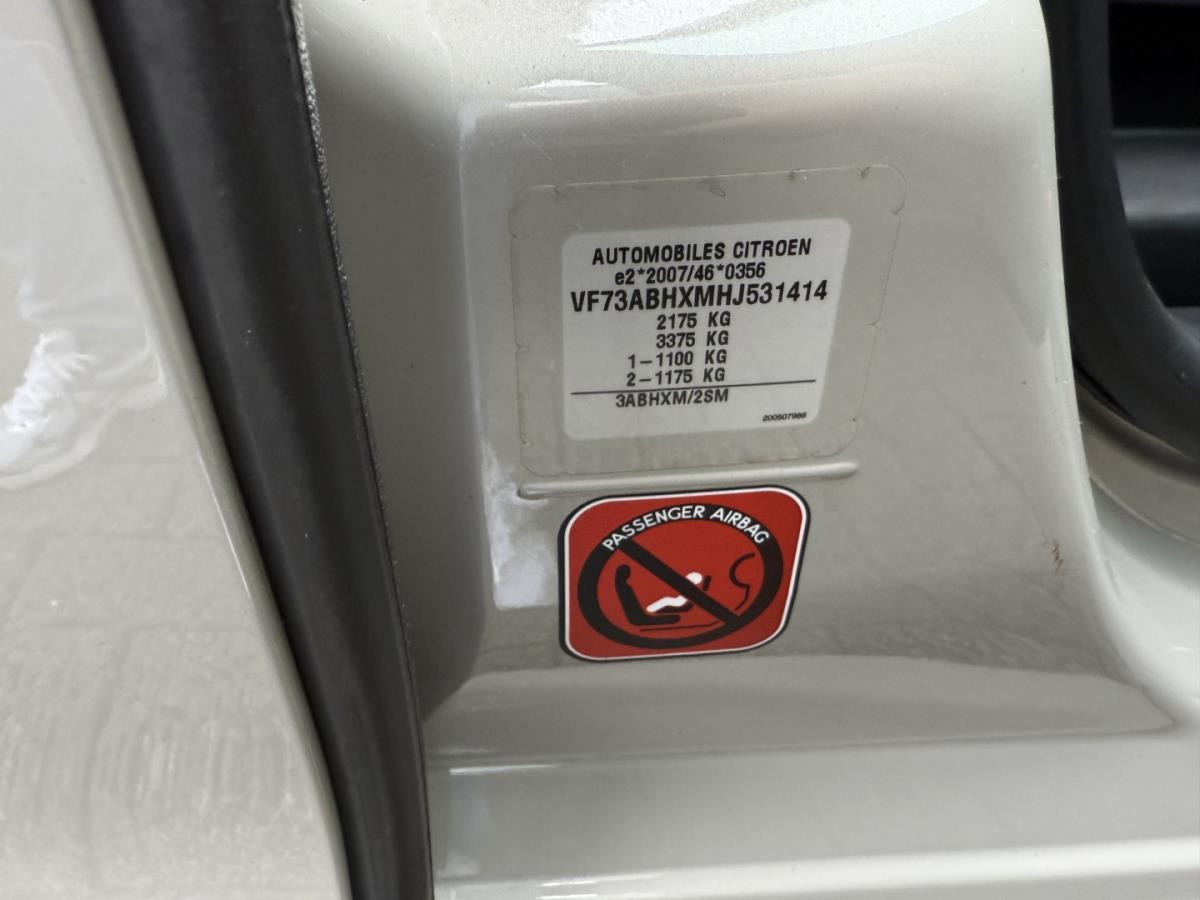 AUTOMOBILES CITROEN
e2*2007/46*0356
VF73ABHXMHJ531414
2175 KG
3375 KG
1-1100 KG
2-1175 KG
3ABHXM/2SM
200507986
PASSENGER AIRBAG